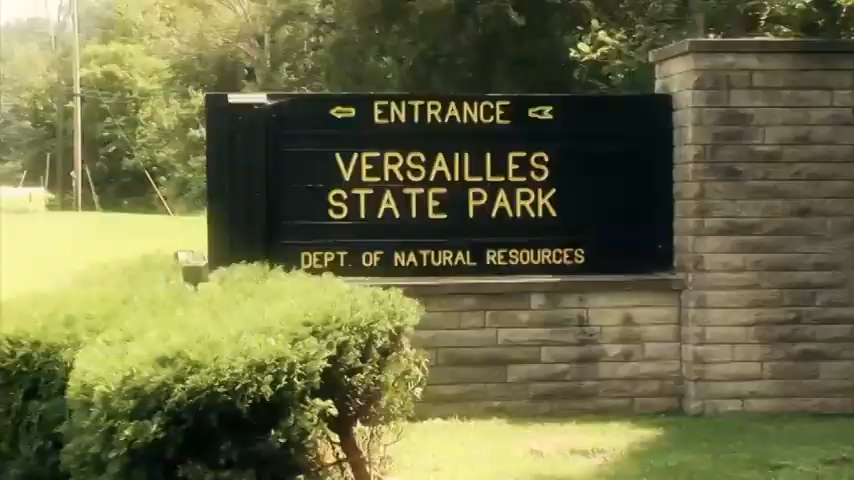 ENTRANCE
VERSAILLES
STATE PARK
DEPT. OF NATURAL RESOURCES